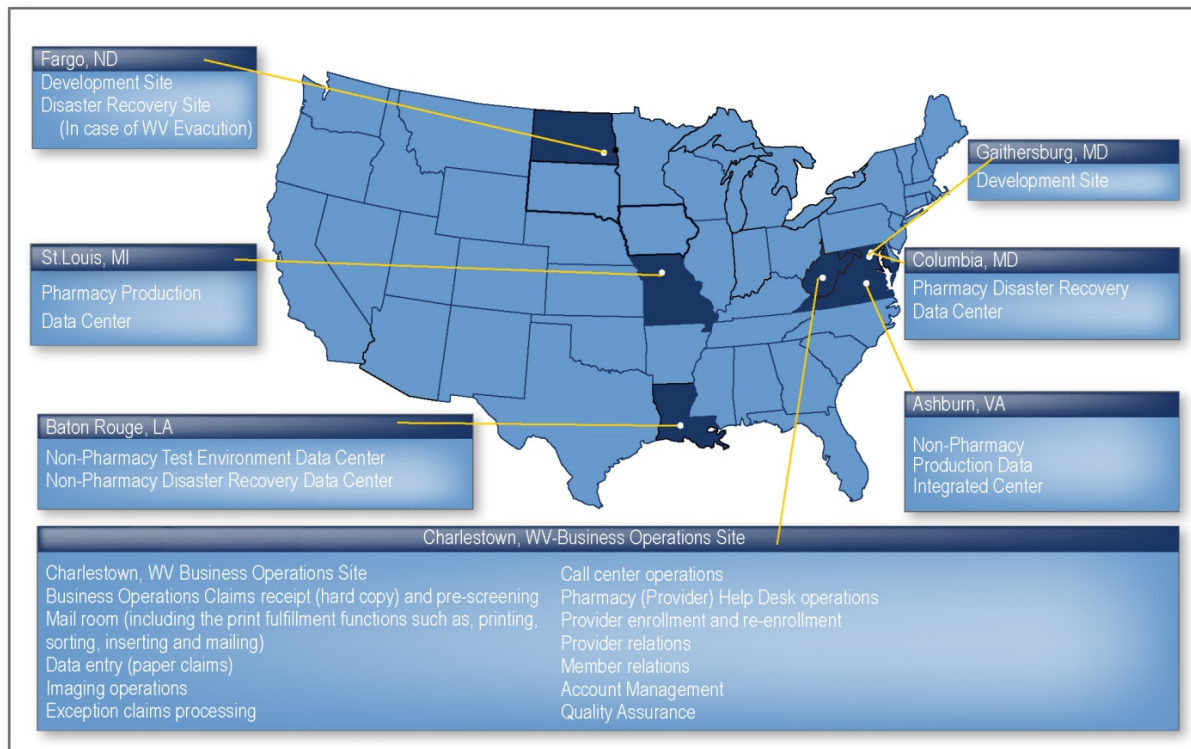 Fargo, ND
Development Site
Disaster Recovery Site
(In case of WV Evacution)
Gaithersburg, MD
Development Site
St.Louis, MI
Pharmacy Production
Data Center
Columbia, MD
Pharmacy Disaster Recovery
Data Center
Baton Rouge, LA
Non-Pharmacy Test Environment Data Center
Non-Pharmacy Disaster Recovery Data Center
Ashburn, VA
Non-Pharmacy
Production Data
Integrated Center
Charlestown, WV-Business Operations Site
Charlestown, WV Business Operations Site
Business Operations Claims receipt (hard copy) and pre-screening
Mail room (including the print fulfillment functions such as, printing,
sorting, inserting and mailing)
Data entry (paper claims)
Imaging operations
Exception claims processing
Call center operations
Pharmacy (Provider) Help Desk operations
Provider enrollment and re-enrollment
Provider relations
Member relations
Account Management
Quality Assurance